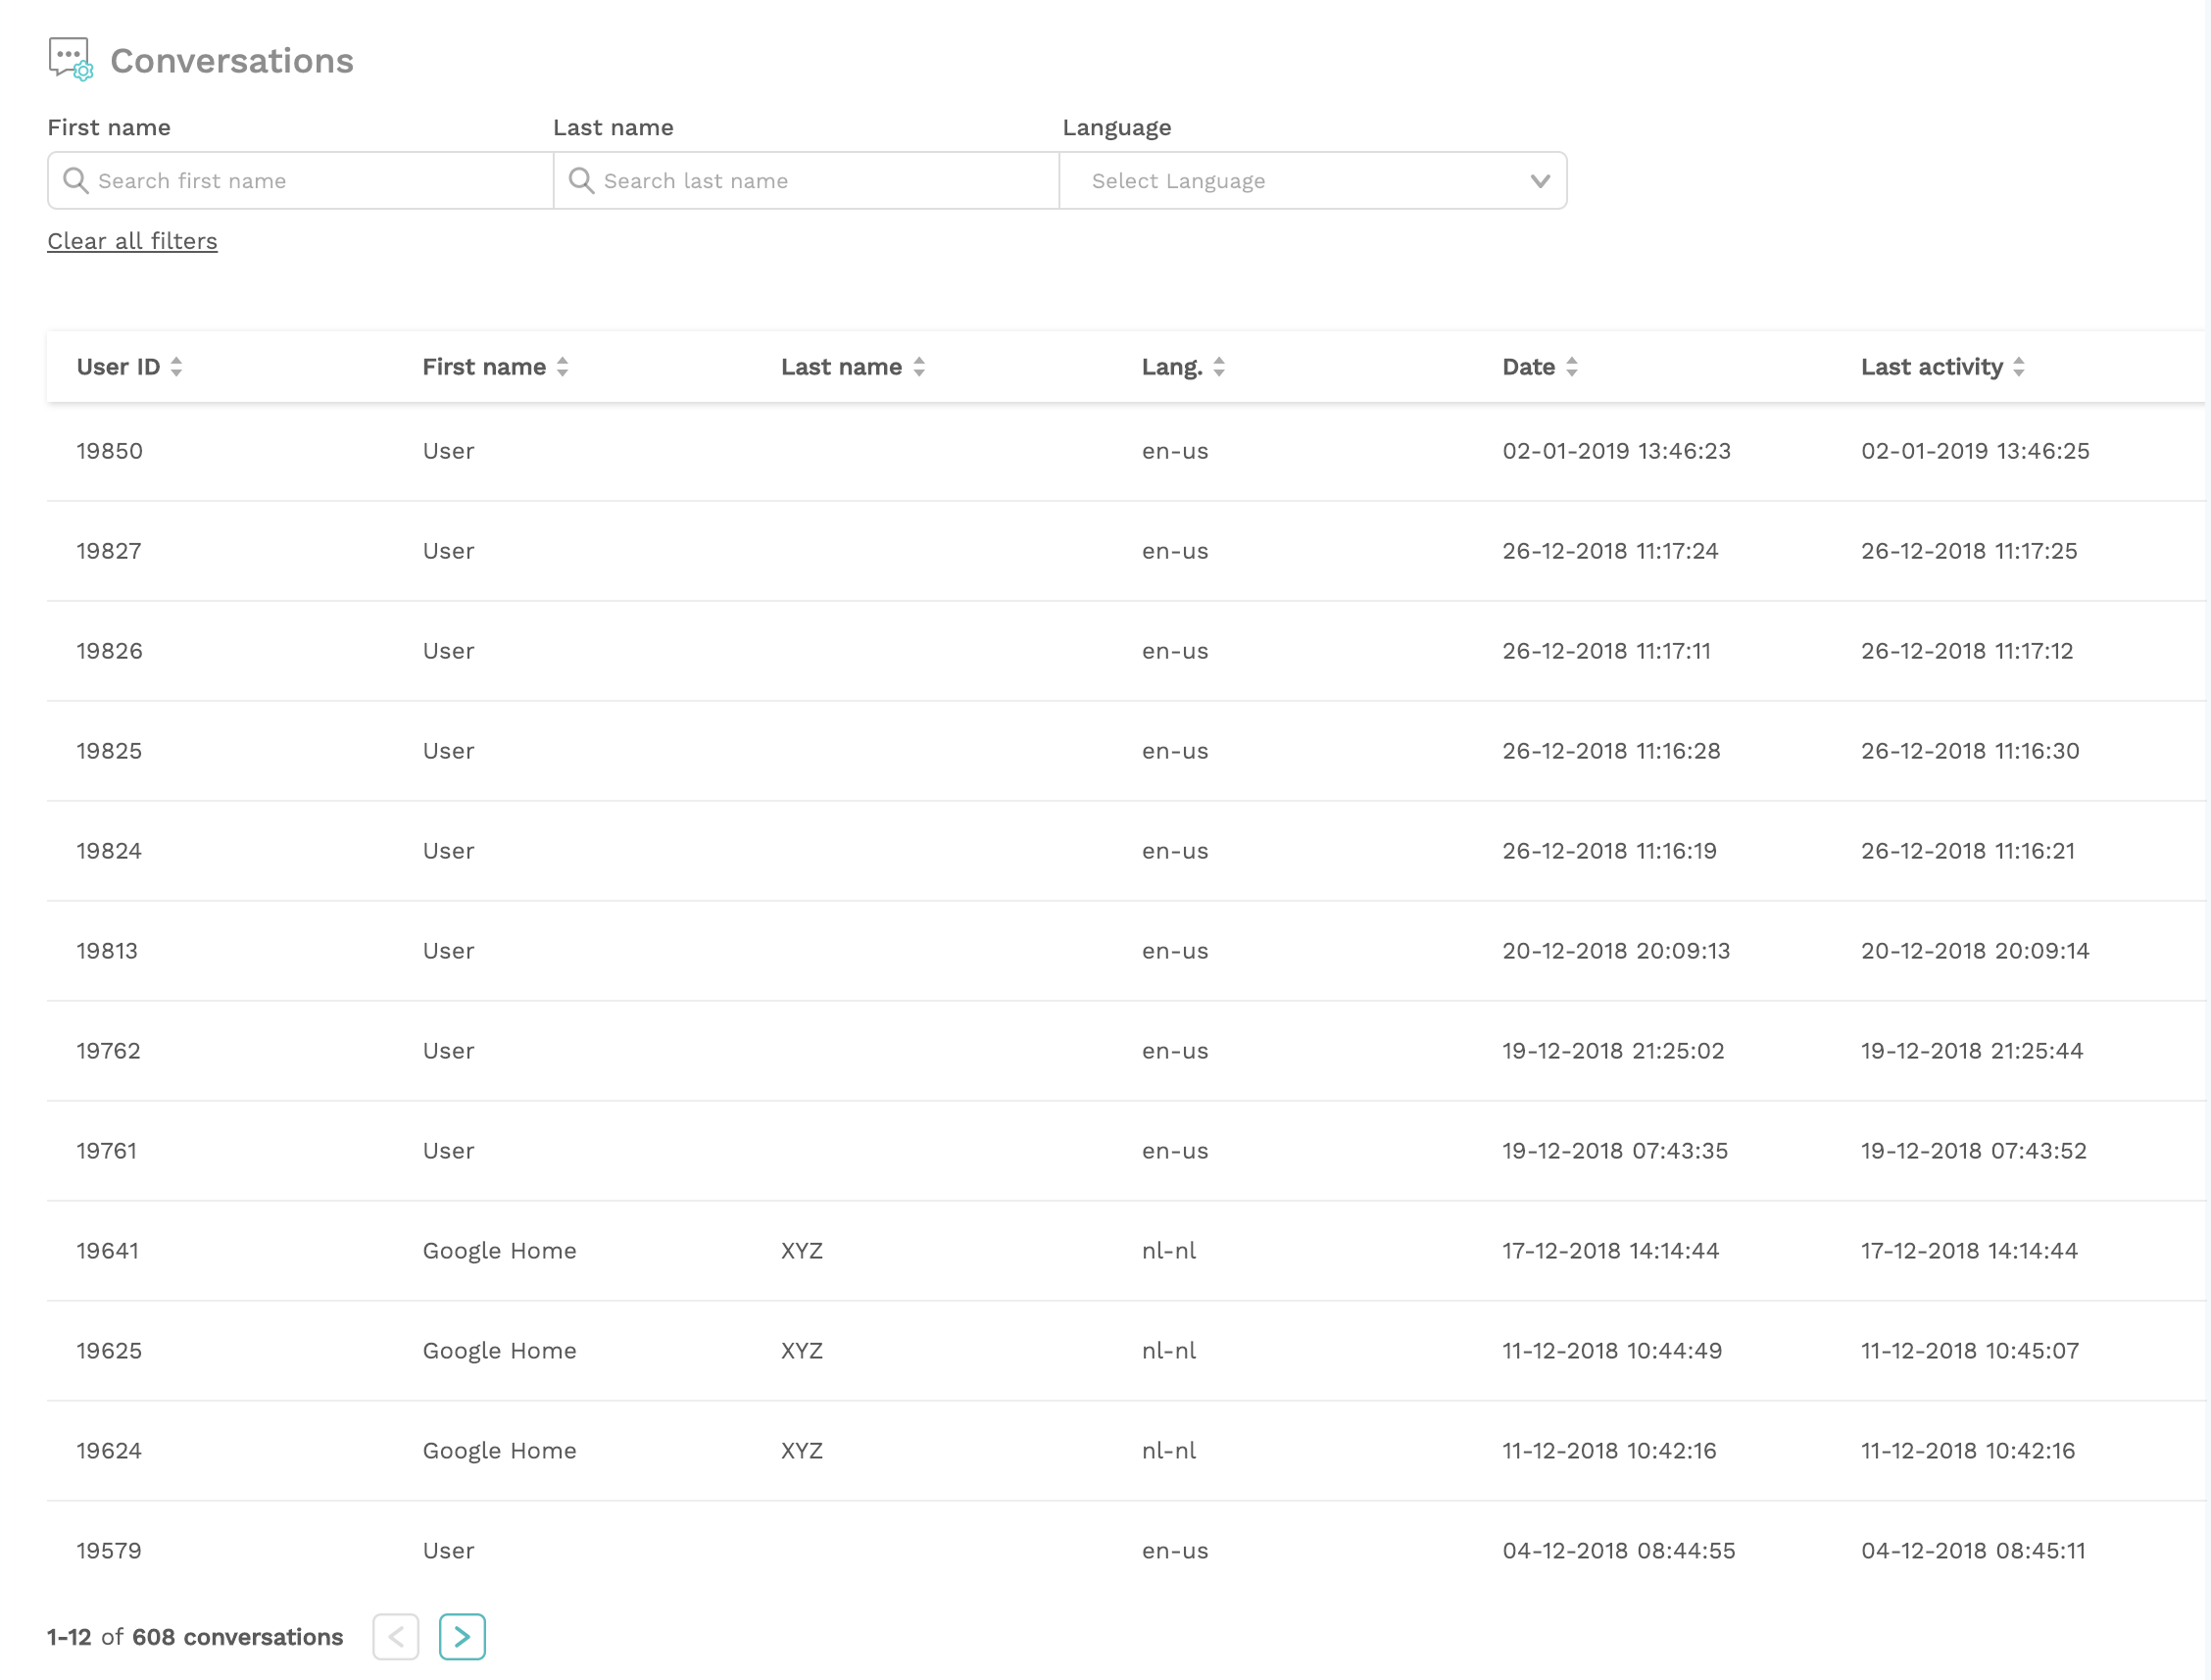 Conversations
First name Last name Language
Search first name Search last name Select Language
Clear all filters
User ID First name Last name Lang. Date Last activity
19850 User en-us 02-01-2019 13:46:23 02-01-2019 13:46:25
19827 User en-us 26-12-2018 11:17:24 26-12-2018 11:17:25
19826 User en-us 26-12-2018 11:17:11 26-12-2018 11:17:12
19825 User en-us 26-12-2018 11:16:28 26-12-2018 11:16:30
19824 User en-us 26-12-2018 11:16:19 26-12-2018 11:16:21
19813 User en-us 20-12-2018 20:09:13 20-12-2018 20:09:14
19762 User en-us 19-12-2018 21:25:02 19-12-2018 21:25:44
19761 User en-us 19-12-2018 07:43:35 19-12-2018 07:43:52
19641 Google Home XYZ nl-nl 17-12-2018 14:14:44 17-12-2018 14:14:44
19625 Google Home XYZ nl-nl 11-12-2018 10:44:49 11-12-2018 10:45:07
19624 Google Home XYZ nl-nl 11-12-2018 10:42:16 11-12-2018 10:42:16
19579 User en-us 04-12-2018 08:44:55 04-12-2018 08:45:11
1-12 of 608 conversations